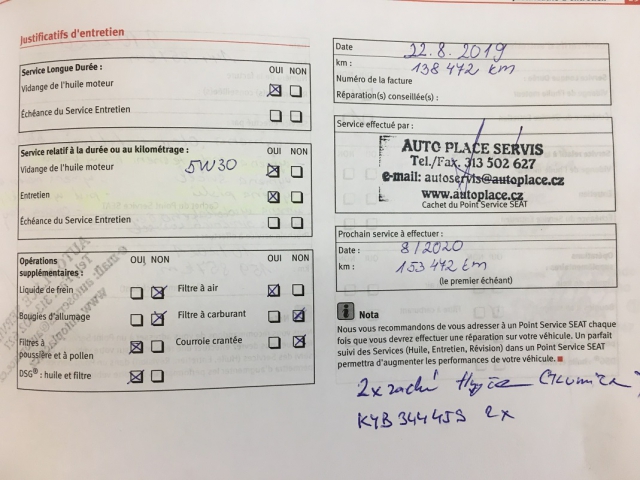 Justificatifs d'entretien
Service Longue Durée :
OUI NON
Vidange de l'huile moteur
Échéance du Service Entretien
Service relatif à la durée ou au kilométrage :
OUI NON
Vidange de l'huile moteur 5W30
Entretien
Échéance du Service Entretien
Opérations
supplémentaires :
OUI NON
OUI NON
Liquide de frein
Filtre à air
Bougies d'allumage
Filtre à carburant
Filtres à
poussière et à pollen
Courroie crantée
DSG® : huile et filtre
Date 22.8.2019
km : 138 472 km
Numéro de la facture
Réparation(s) conseillée(s) :
Service effectué par :
AUTO PLACE SERVIS
Tel./Fax. 313 502 627
e-mail: autoservis@autoplace.cz
www.autoplace.cz
Cachet du Point Service SEAT
Prochain service à effectuer :
Date : 8/2020
km : 153 472 km
(le premier échéant)
Nota
Nous vous recommandons de vous adresser à un Point Service SEAT chaque
fois que vous devrez effectuer une réparation sur votre véhicule. Un parfait
suivi des Services (Huile, Entretien, Révision) dans un Point Service SEAT
permettra d'augmenter les performances de votre véhicule.
2x zadní
KYB 344459 2x